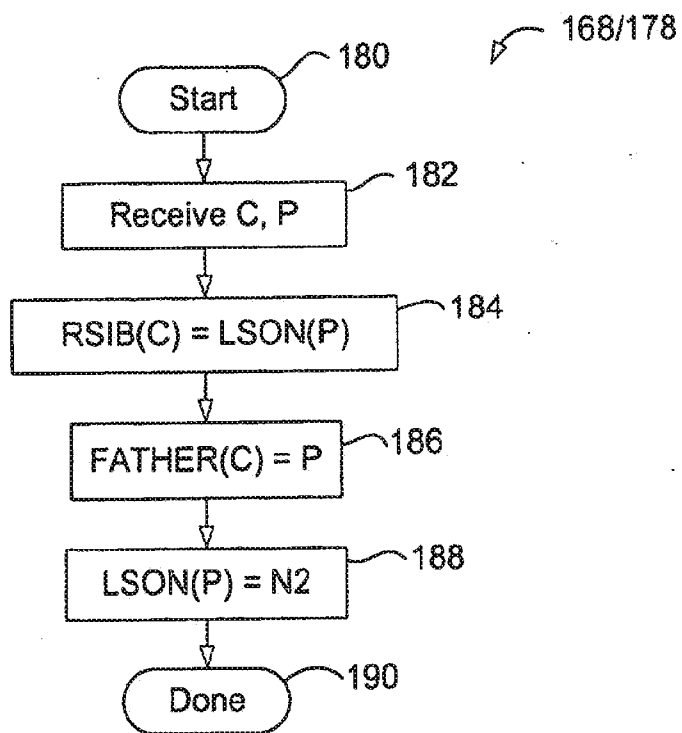 168/178
180
Start
182
Receive C, P
184
RSIB(C) = LSON(P)
186
FATHER(C) = P
188
LSON(P) = N2
190
Done